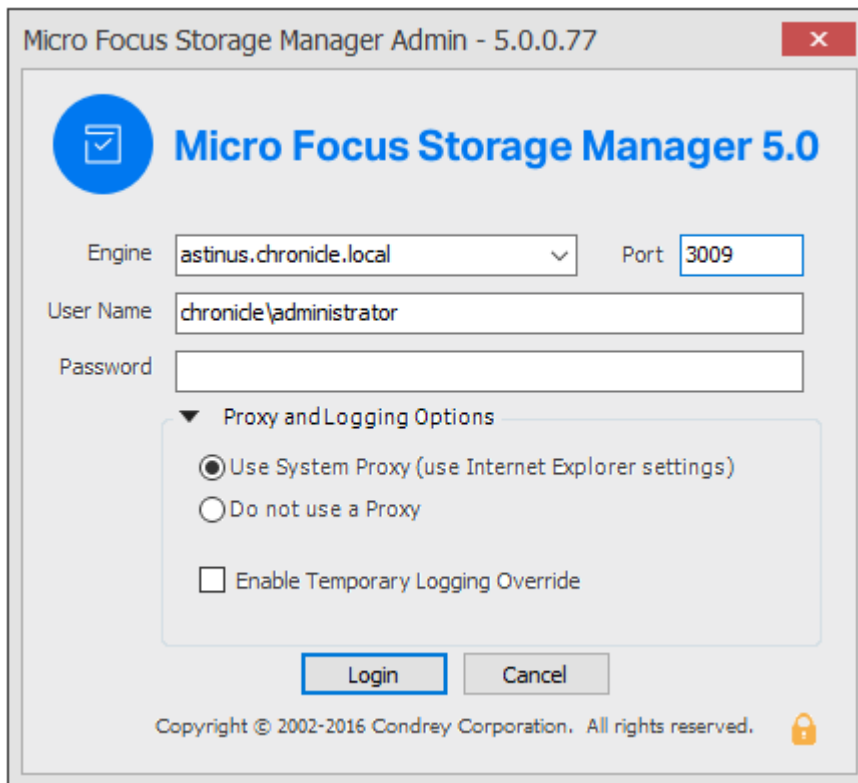 Micro Focus Storage Manager Admin - 5.0.0.77
Micro Focus Storage Manager 5.0
Engine astinus.chronicle.local Port 3009
User Name chronicle\administrator
Password
Proxy and Logging Options
Use System Proxy (use Internet Explorer settings)
Do not use a Proxy
Enable Temporary Logging Override
Login Cancel
Copyright © 2002-2016 Condrey Corporation. All rights reserved.